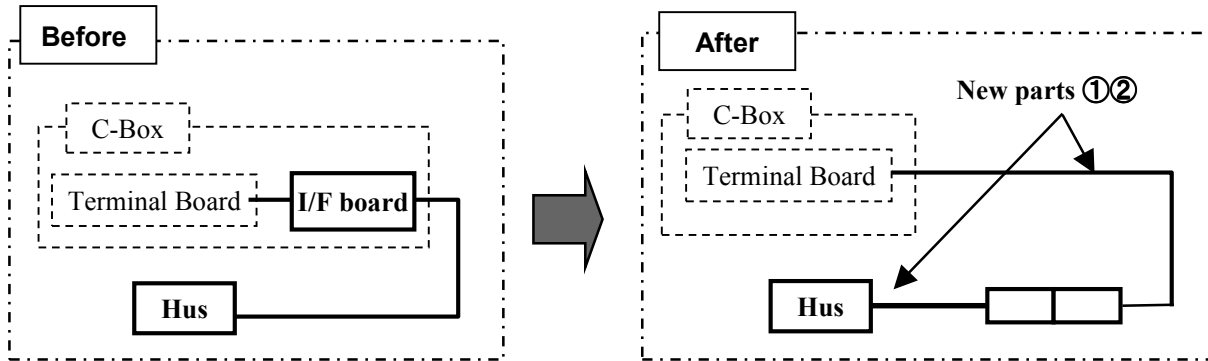 Before
C-Box
Terminal Board
I/F board
Hus
After
New parts ①②
C-Box
Terminal Board
Hus